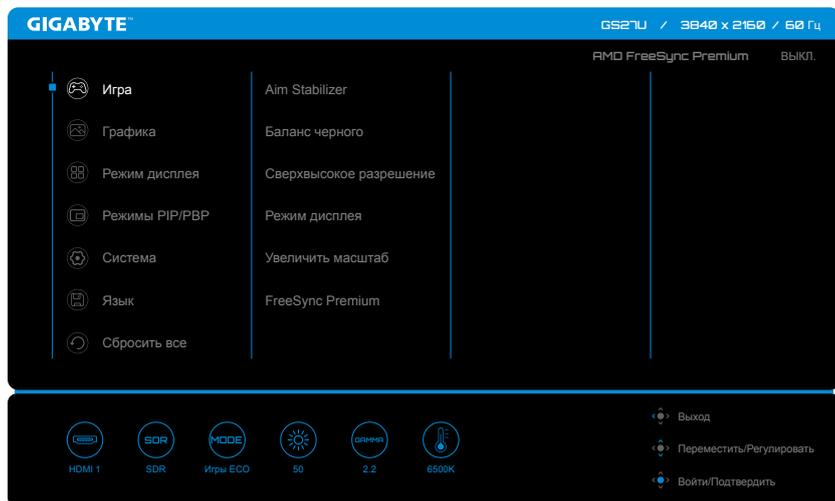 GIGABYTE™
GS27U / 3840 x 2160 / 60 Гц
AMD FreeSync Premium ВЫКЛ.
Игра
Aim Stabilizer
Графика
Баланс черного
Режим дисплея
Сверхвысокое разрешение
Режимы PIP/PBP
Режим дисплея
Система
Увеличить масштаб
Язык
FreeSync Premium
Сбросить все
SDR
MODE
GAMMA
HDMI 1
SDR
Игры ECO
50
2.2
6500K
Выход
Переместить/Регулировать
Войти/Подтвердить